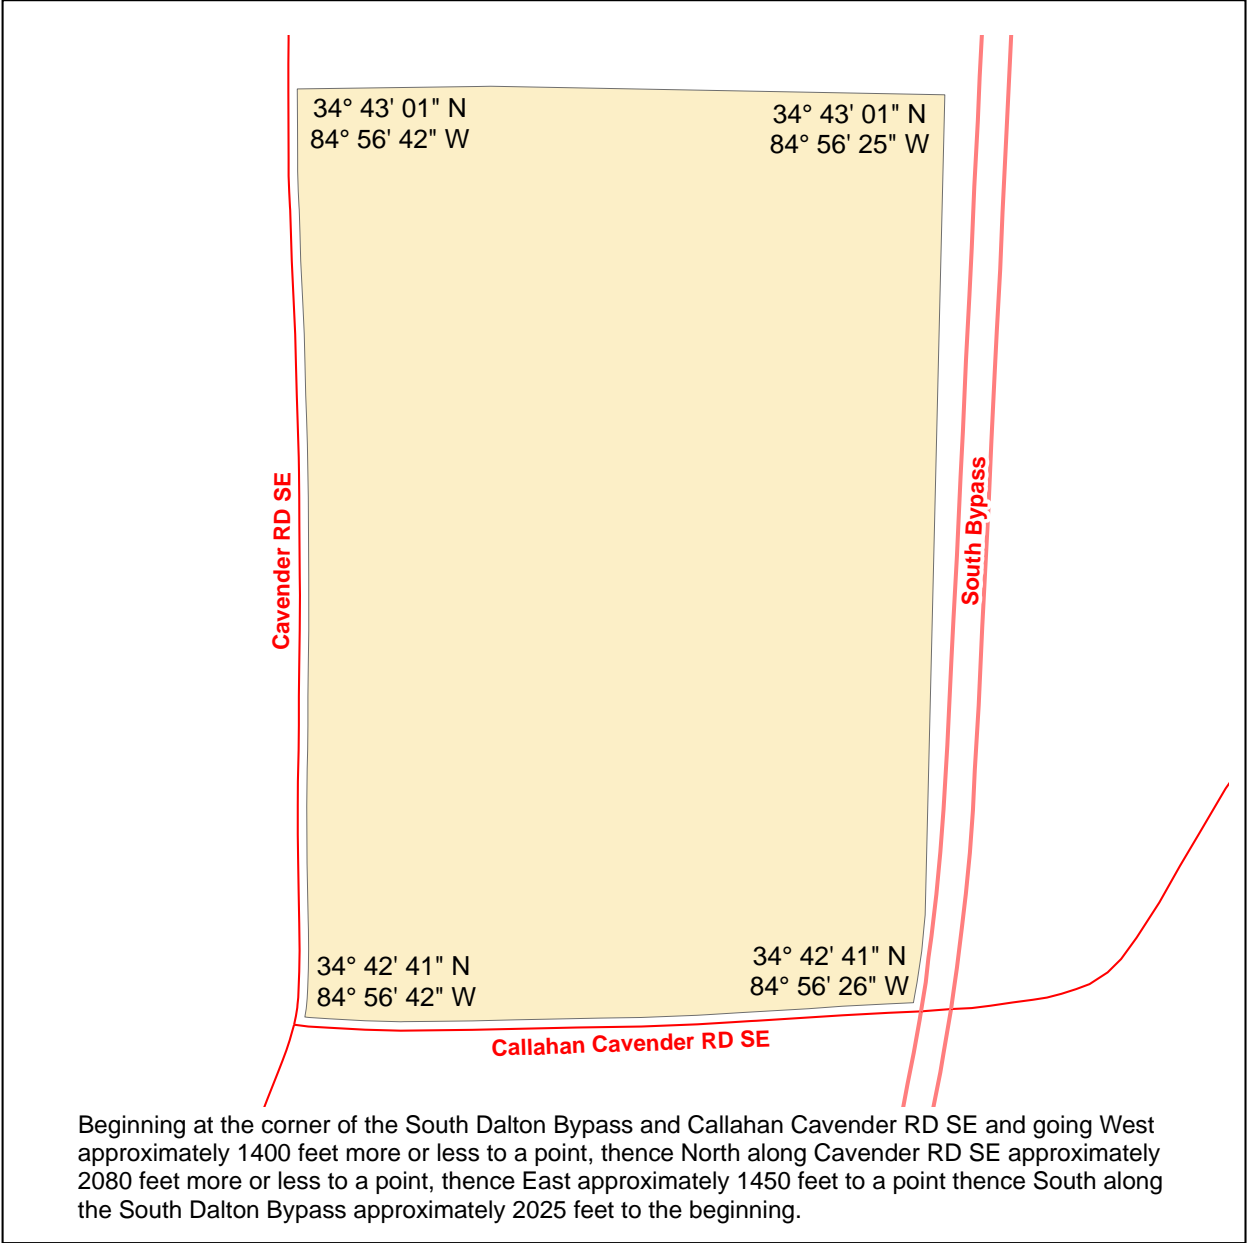 34° 43' 01" N
84° 56' 42" W
34° 43' 01" N
84° 56' 25" W
Cavender RD SE
South Bypass
34° 42' 41" N
84° 56' 42" W
34° 42' 41" N
84° 56' 26" W
Callahan Cavender RD SE
Beginning at the corner of the South Dalton Bypass and Callahan Cavender RD SE and going West
approximately 1400 feet more or less to a point, thence North along Cavender RD SE approximately
2080 feet more or less to a point, thence East approximately 1450 feet to a point thence South along
the South Dalton Bypass approximately 2025 feet to the beginning.